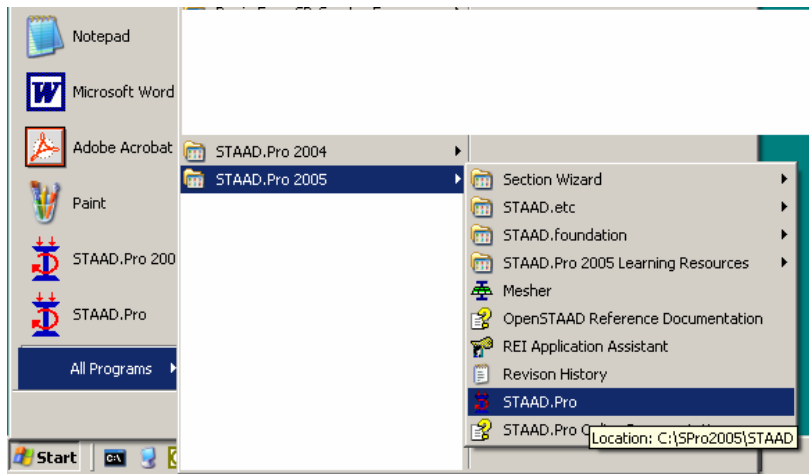 Notepad
Microsoft Word
Adobe Acrobat
Paint
STAAD.Pro 200
STAAD.Pro
All Programs
Start
STAAD.Pro 2004
STAAD.Pro 2005
Section Wizard
STAAD.etc
STAAD.foundation
STAAD.Pro 2005 Learning Resources
Mesher
OpenSTAAD Reference Documentation
REI Application Assistant
Revison History
STAAD.Pro
STAAD.Pro
Location: C:\SPro2005\STAAD